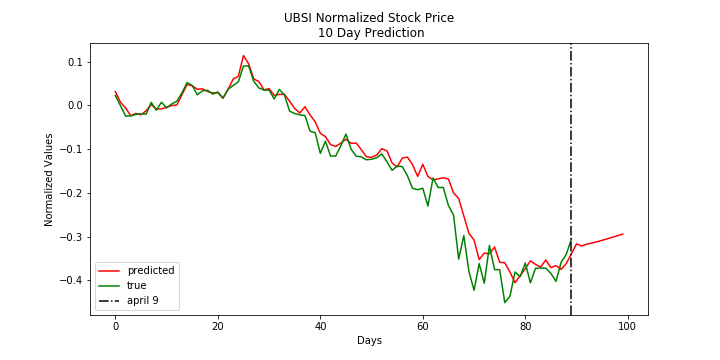 UBSI Normalized Stock Price
10 Day Prediction
Normalized Values
0.1
0.0
−0.1
−0.2
−0.3
−0.4
predicted
true
april 9
0 20 40 60 80 100
Days